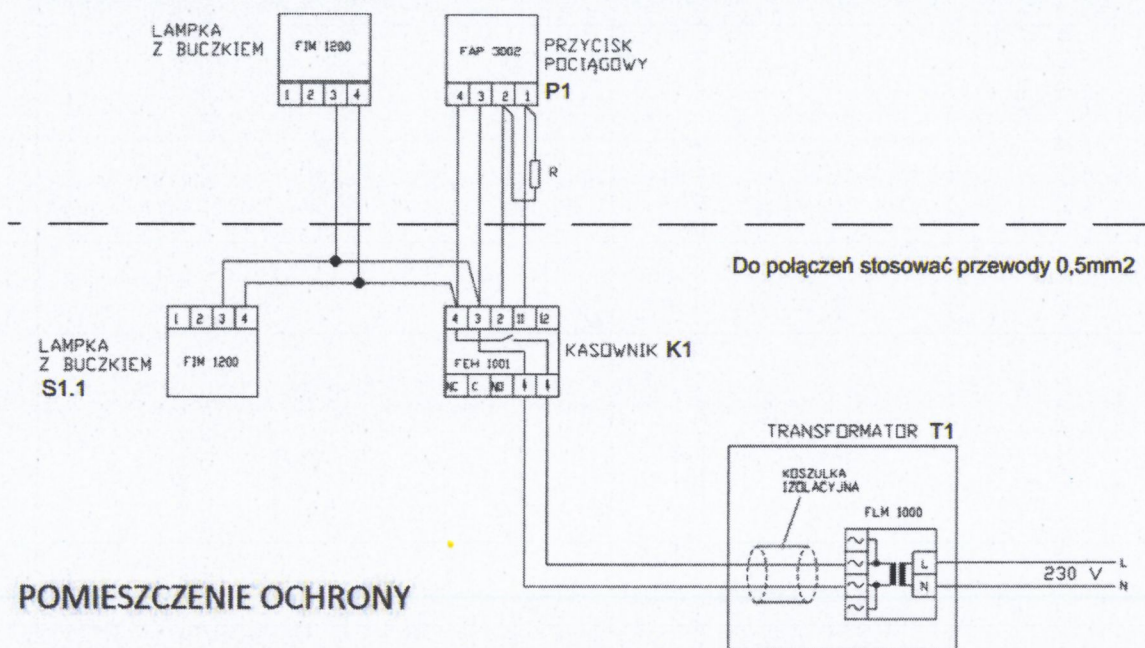 LAMPKA
Z BUCZKIEM
FIM 1200
1 2 3 4
FAP 3002
4 3 2 1
PRZYCISK
POCIĄGOWY
P1
R
Do połączeń stosować przewody 0,5mm2
1 2 3 4
FIM 1200
LAMPKA
Z BUCZKIEM
S1.1
4 3 2 11 12
FEH 1001
NC C NO
KASOWNIK K1
TRANSFORMATOR T1
KOSZULKA
IZOLACYJNA
FLM 1000
~
~
~
~
L
N
230 V
L
N
POMIESZCZENIE OCHRONY